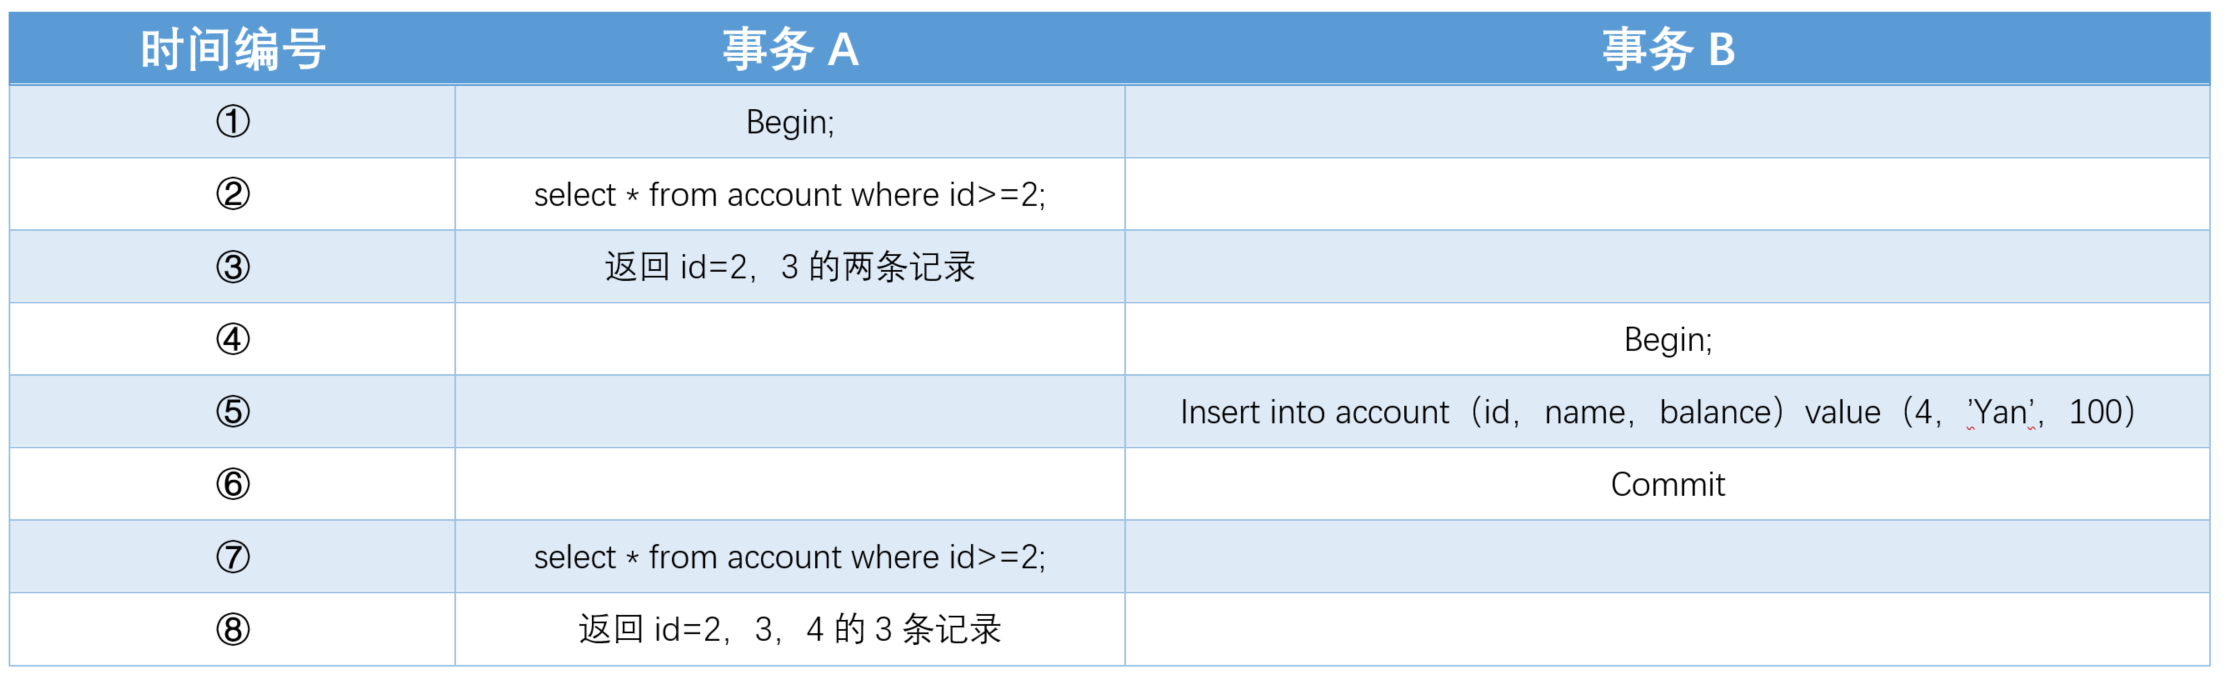 时间编号 事务 A 事务 B
① Begin;
② select * from account where id>=2;
③ 返回 id=2，3 的两条记录
④ Begin;
⑤ Insert into account（id，name，balance）value（4，’Yan’，100）
⑥ Commit
⑦ select * from account where id>=2;
⑧ 返回 id=2，3，4 的 3 条记录